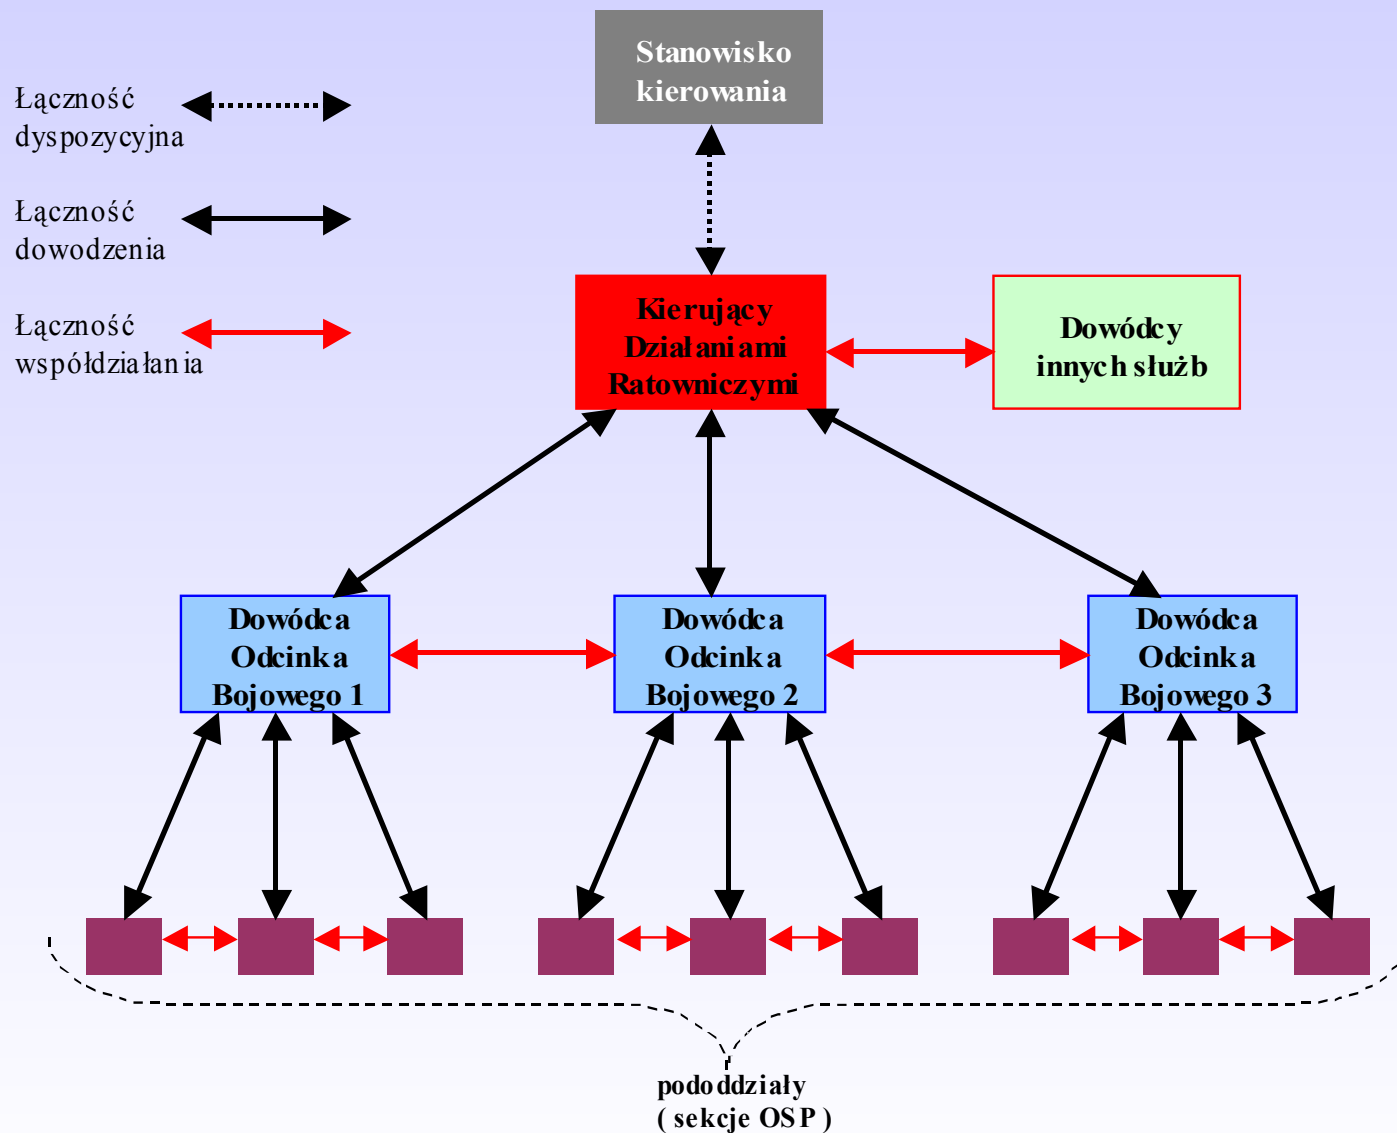 Stanowisko
kierowania
Łączność
dyspozycyjna
Łączność
dowodzenia
Łączność
współdziałania
Kierujący
Działaniami
Ratowniczymi
Dowódcy
innych służb
Dowódca
Odcinka
Bojowego 1
Dowódca
Odcinka
Bojowego 2
Dowódca
Odcinka
Bojowego 3
pododdziały
( sekcje OSP )